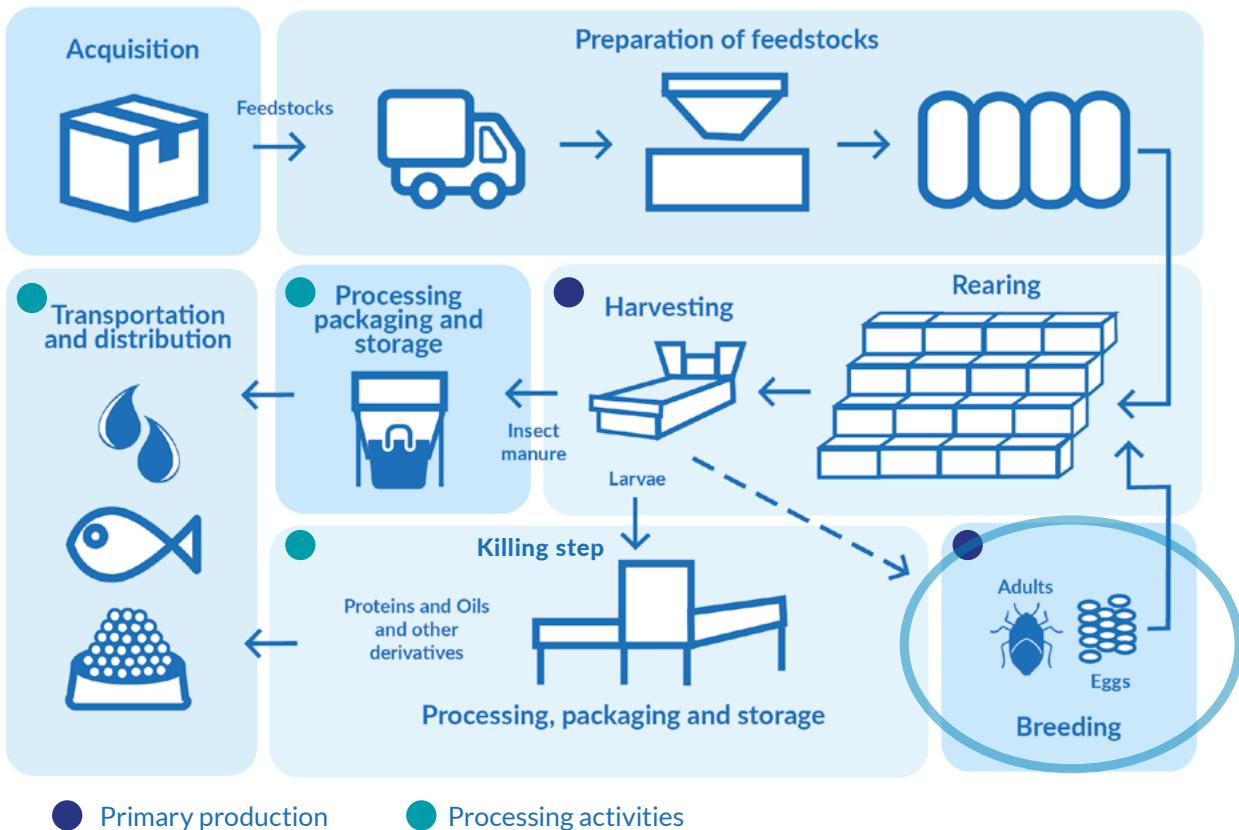 Acquisition
Feedstocks
Preparation of feedstocks
Transportation
and distribution
Processing
packaging and
storage
Harvesting
Rearing
Insect
manure
Larvae
Killing step
Proteins and Oils
and other
derivatives
Processing, packaging and storage
Adults
Eggs
Breeding
Primary production
Processing activities